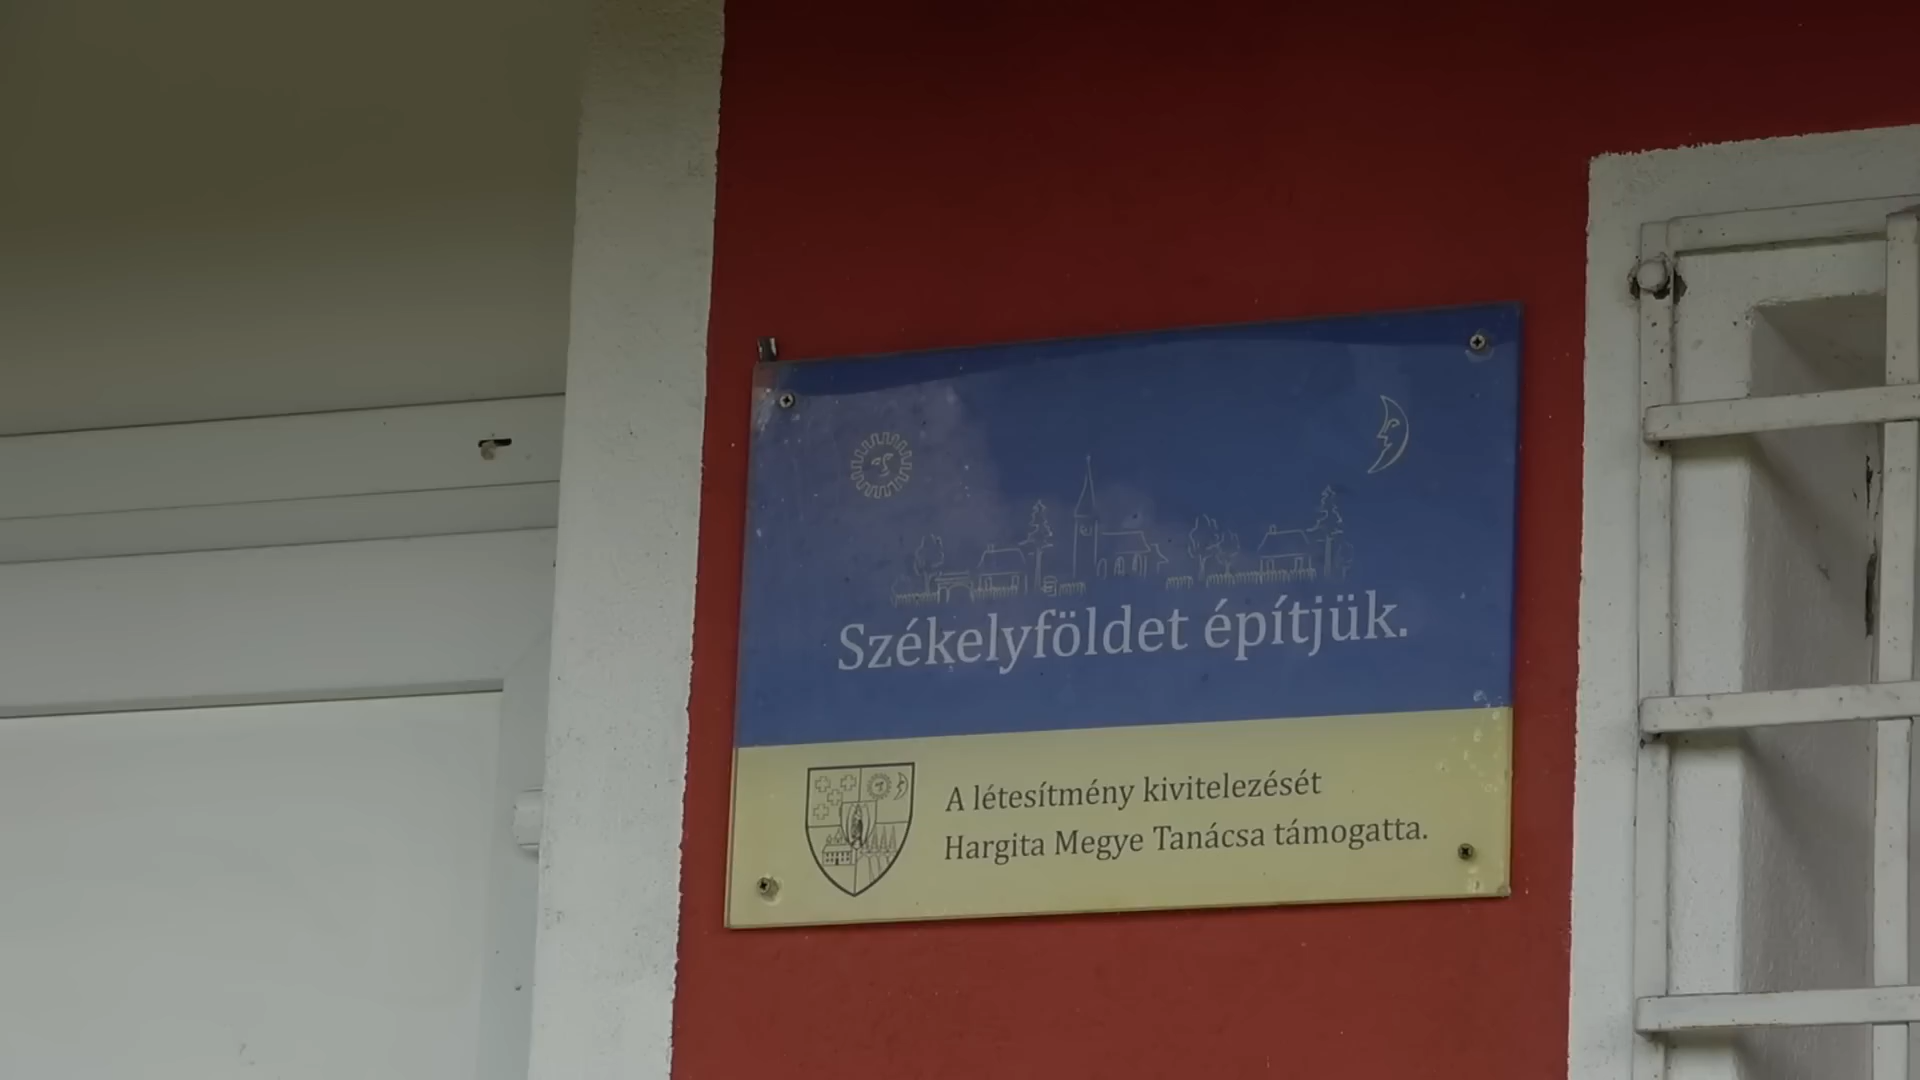 Székelyföldet építjük.
A létesítmény kivitelezését
Hargita Megye Tanácsa támogatta.